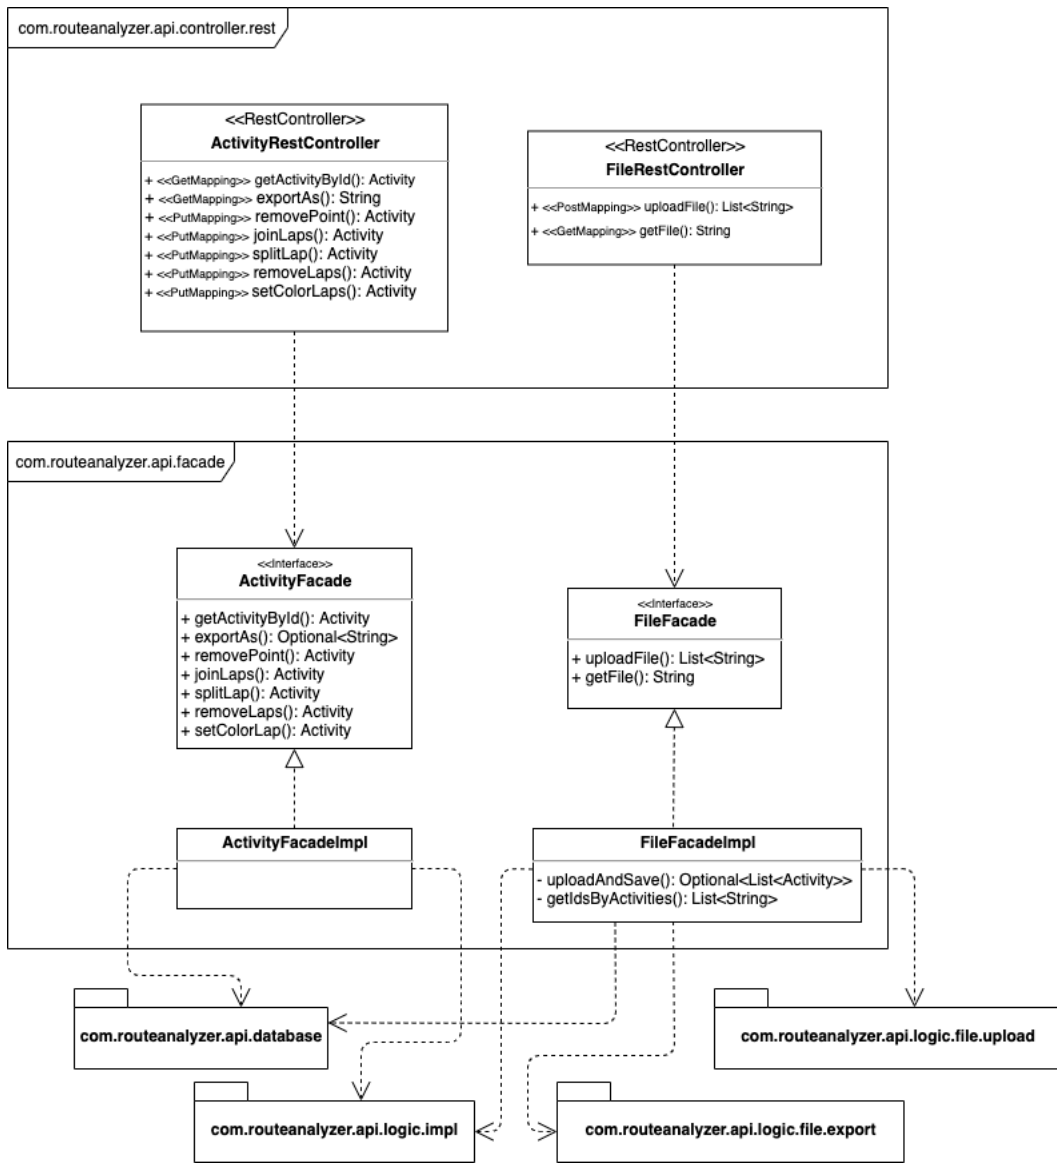 com.routeanalyzer.api.controller.rest
<<RestController>>
ActivityRestController
+ <<GetMapping>> getActivityById(): Activity
+ <<GetMapping>> exportAs(): String
+ <<PutMapping>> removePoint(): Activity
+ <<PutMapping>> joinLaps(): Activity
+ <<PutMapping>> splitLap(): Activity
+ <<PutMapping>> removeLaps(): Activity
+ <<PutMapping>> setColorLaps(): Activity
<<RestController>>
FileRestController
+ <<PostMapping>> uploadFile(): List<String>
+ <<GetMapping>> getFile(): String
com.routeanalyzer.api.facade
<<Interface>>
ActivityFacade
+ getActivityById(): Activity
+ exportAs(): Optional<String>
+ removePoint(): Activity
+ joinLaps(): Activity
+ splitLap(): Activity
+ removeLaps(): Activity
+ setColorLap(): Activity
<<Interface>>
FileFacade
+ uploadFile(): List<String>
+ getFile(): String
ActivityFacadeImpl
FileFacadeImpl
- uploadAndSave(): Optional<List<Activity>>
- getIdsByActivities(): List<String>
com.routeanalyzer.api.database
com.routeanalyzer.api.logic.file.upload
com.routeanalyzer.api.logic.impl
com.routeanalyzer.api.logic.file.export